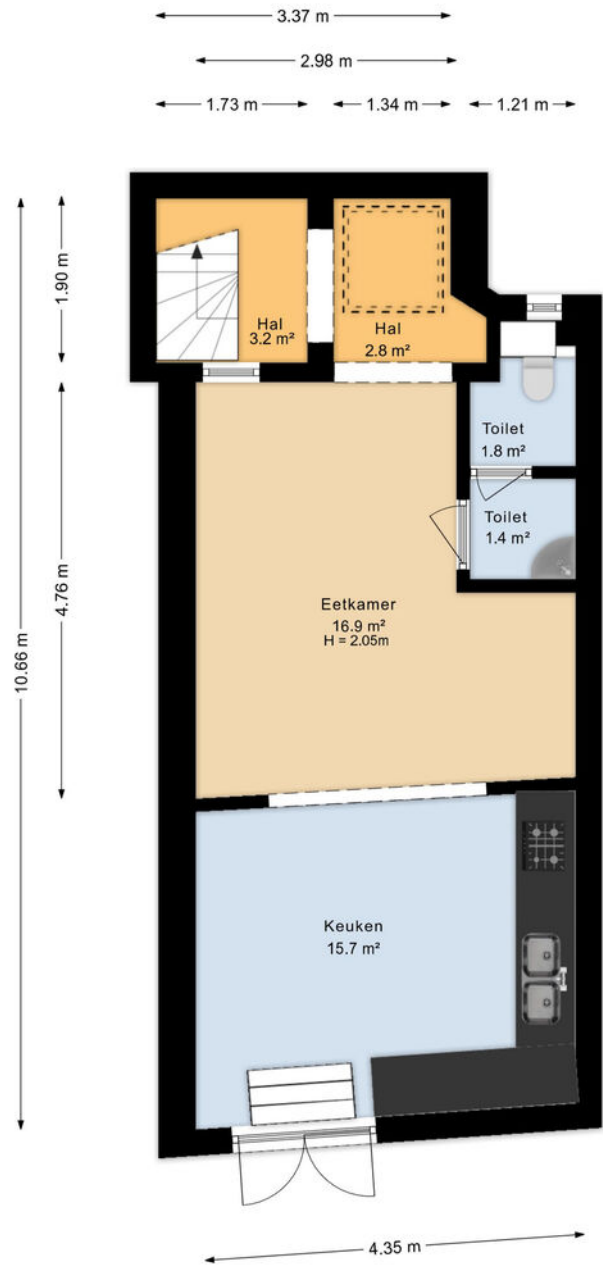 3.37 m
2.98 m
1.73 m
1.34 m
1.21 m
1.90 m
Hal
3.2 m²
Hal
2.8 m²
Toilet
1.8 m²
Toilet
1.4 m²
4.76 m
10.66 m
Eetkamer
16.9 m²
H = 2.05m
Keuken
15.7 m²
4.35 m